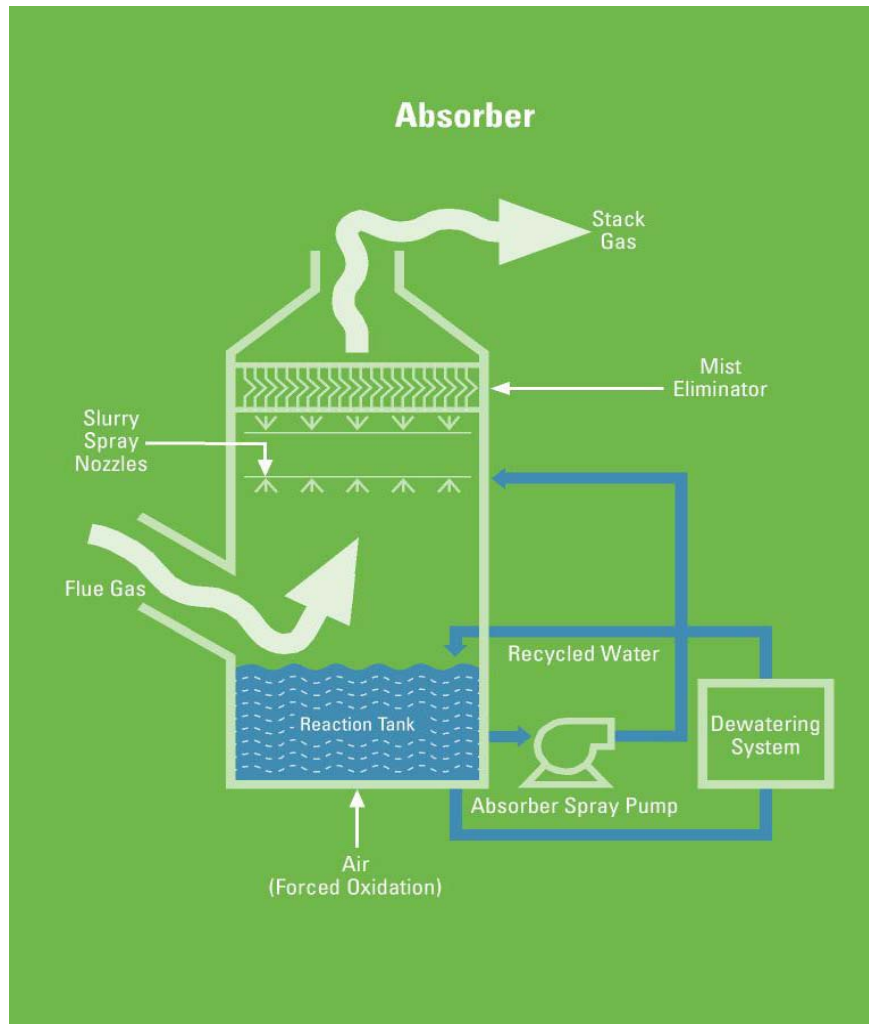 Absorber
Stack
Gas
Mist
Eliminator
Slurry
Spray
Nozzles
Flue Gas
Recycled Water
Reaction Tank
Dewatering
System
Absorber Spray Pump
Air
(Forced Oxidation)